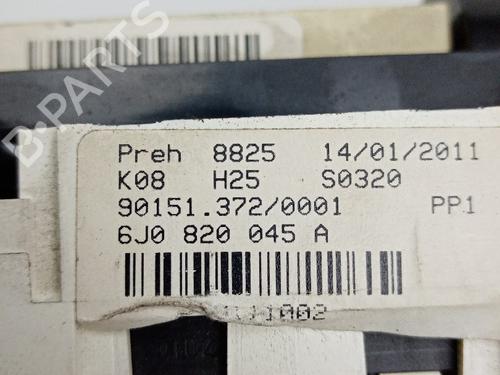 B-PARTS
Preh 8825 14/01/2011
K08 H25 S0320
90151.372/0001 PP1
6J0 820 045 A